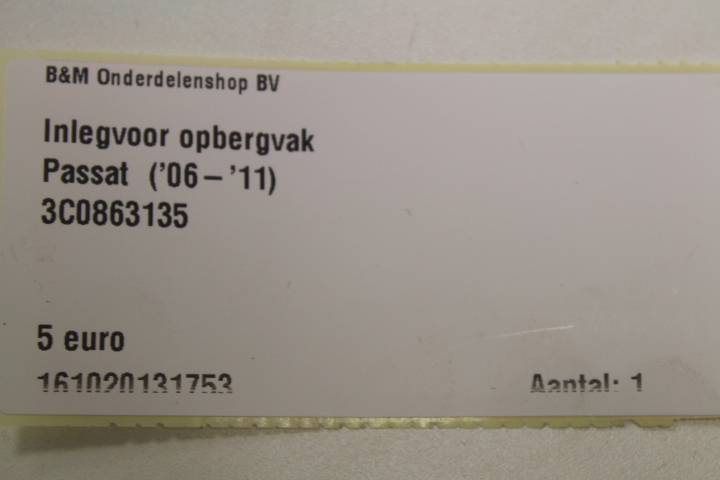 B&M Onderdelenshop BV
Inlegvoor opbergvak
Passat ('06 – '11)
3C0863135
5 euro
161020131753 Aantal: 1